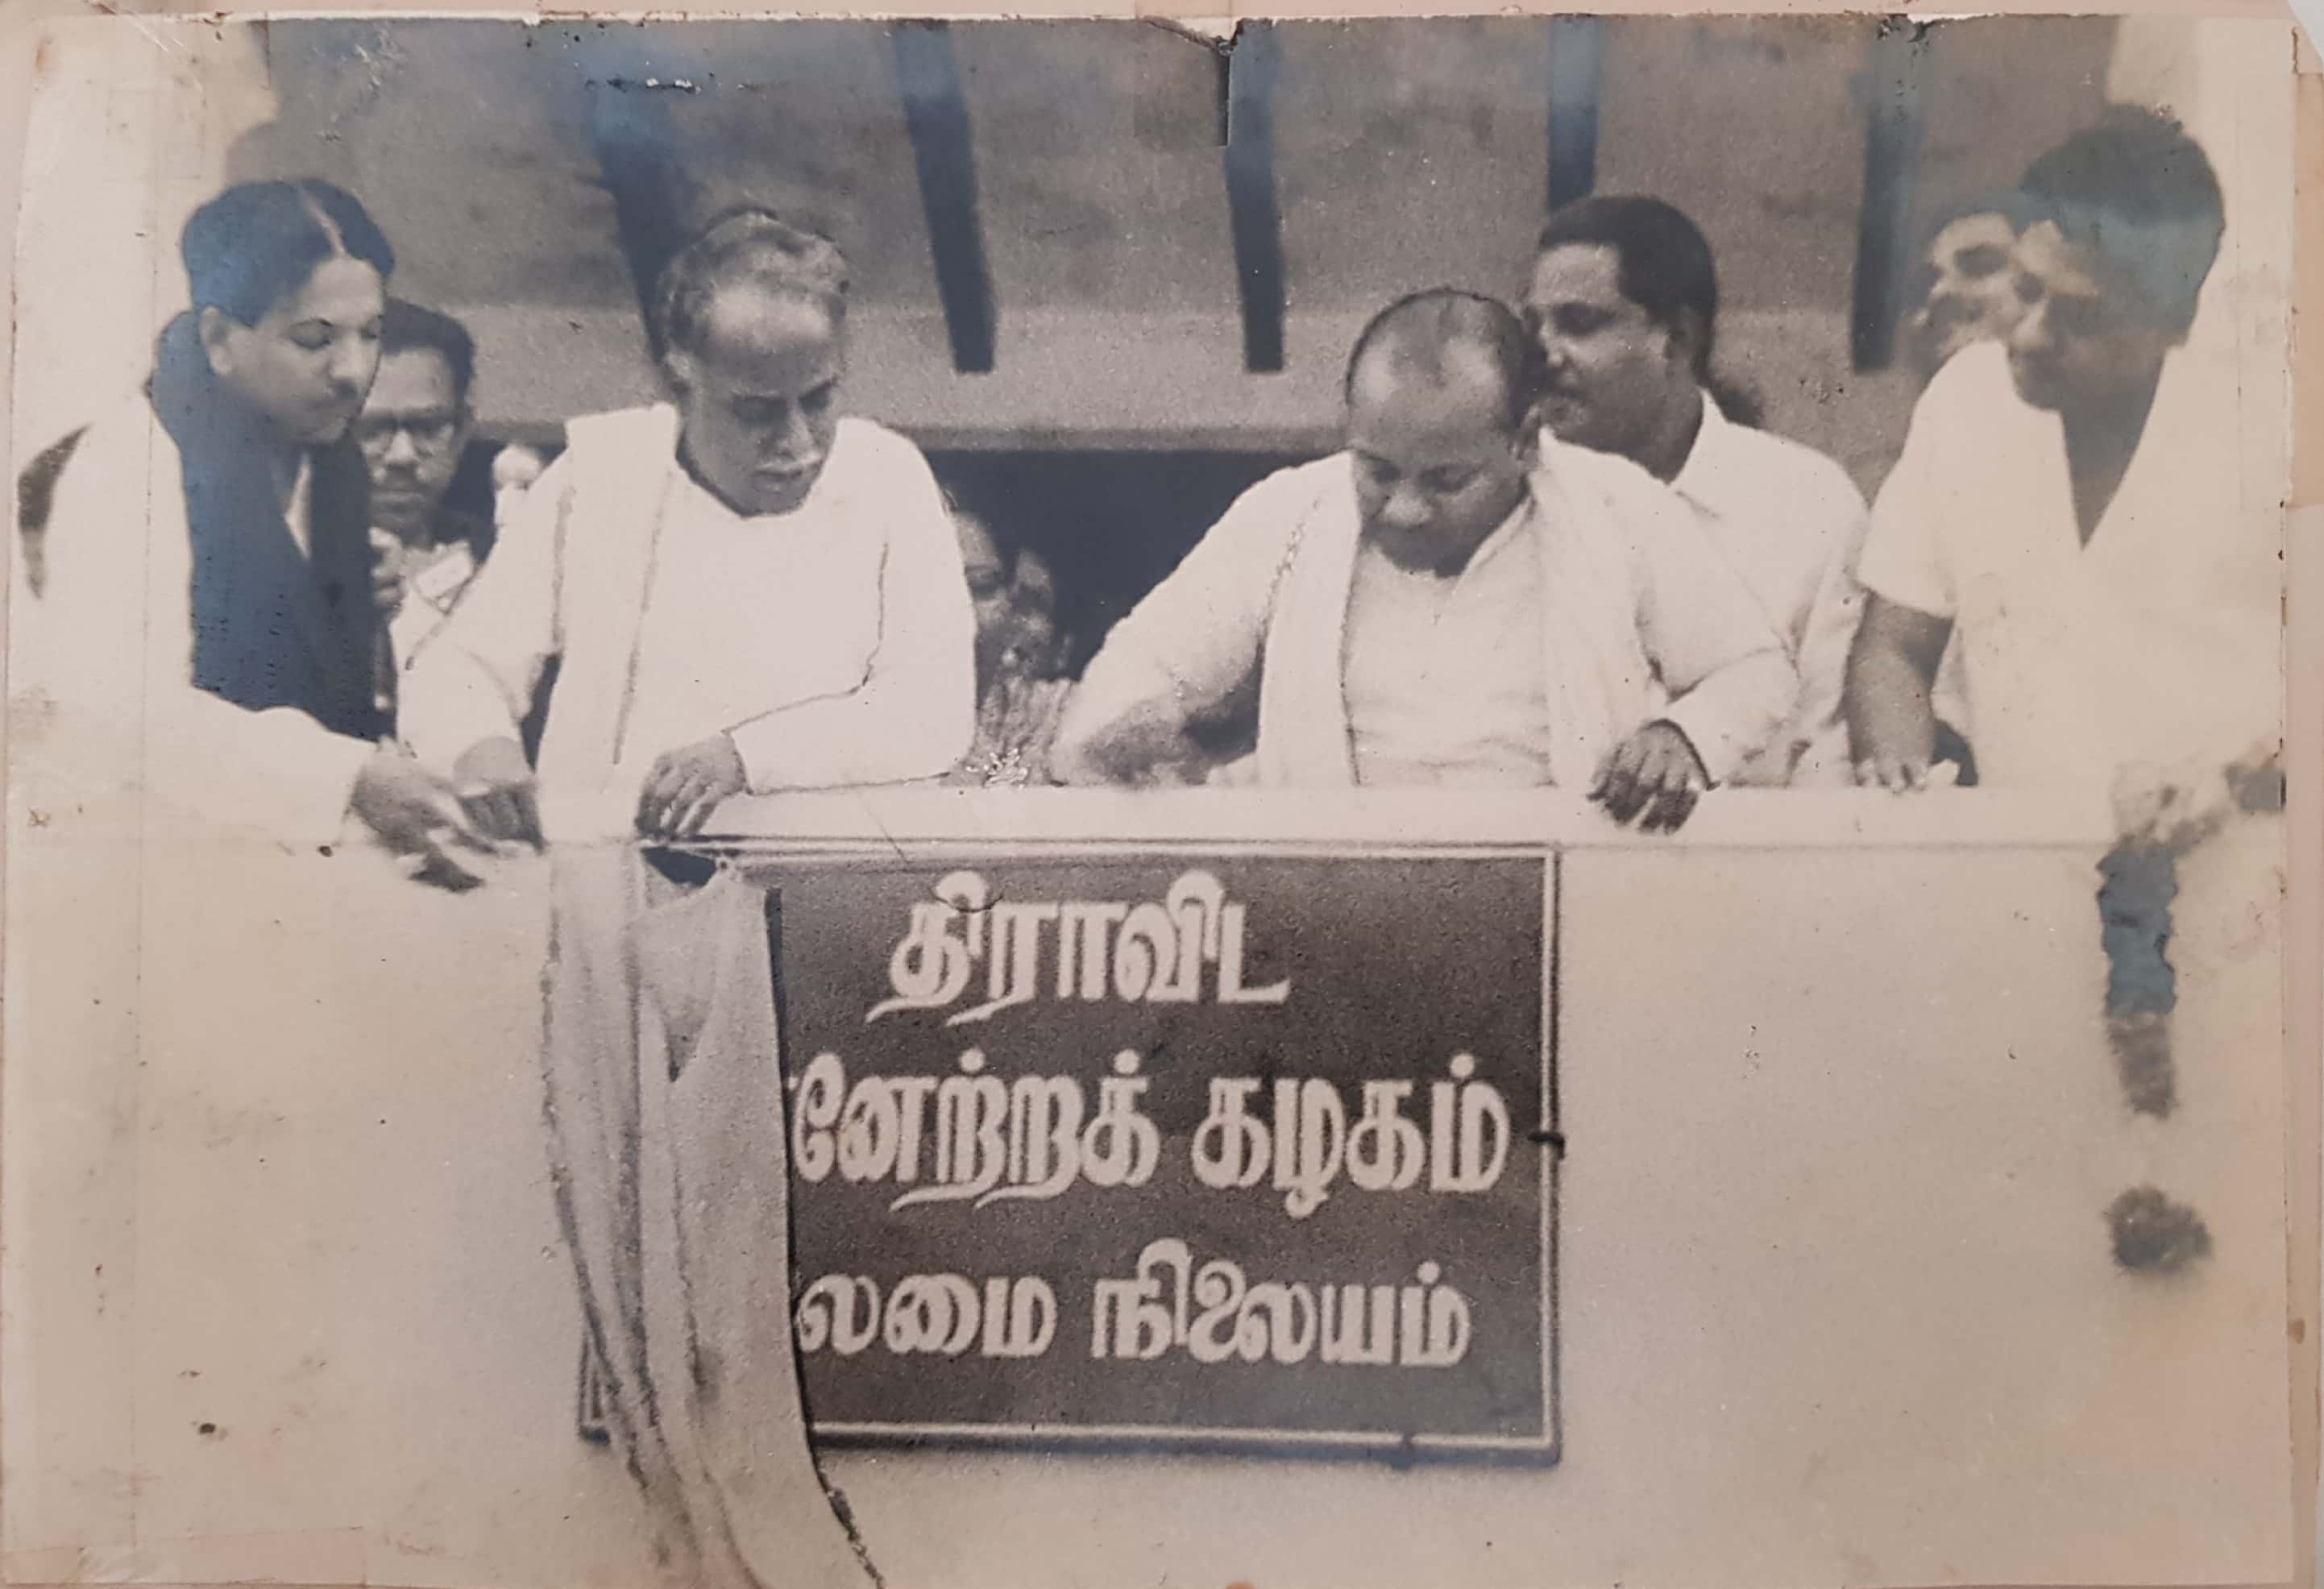 திராவிட
னேற்றக் கழகம்
லமை நிலையம்